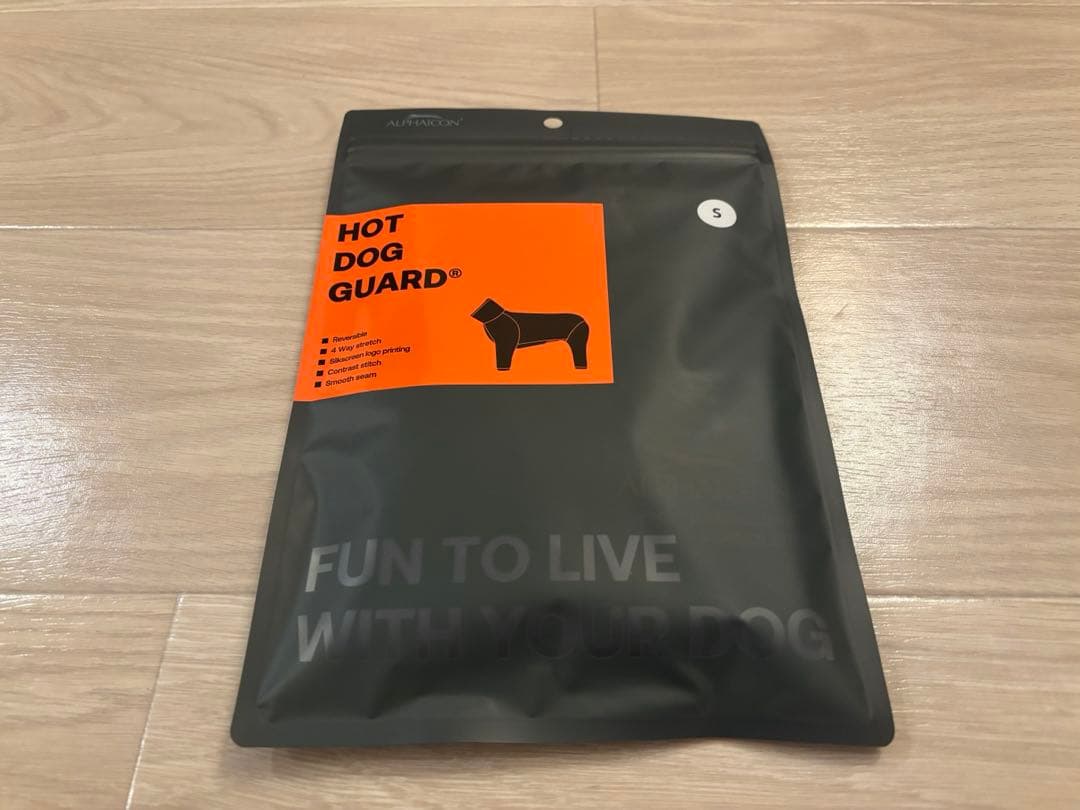 ALPHAICON®
S
HOT
DOG
GUARD®
Reversible
4 Way stretch
Silkscreen logo printing
Contrast stitch
Smooth seam
FUN TO LIVE
WITH YOUR DOG